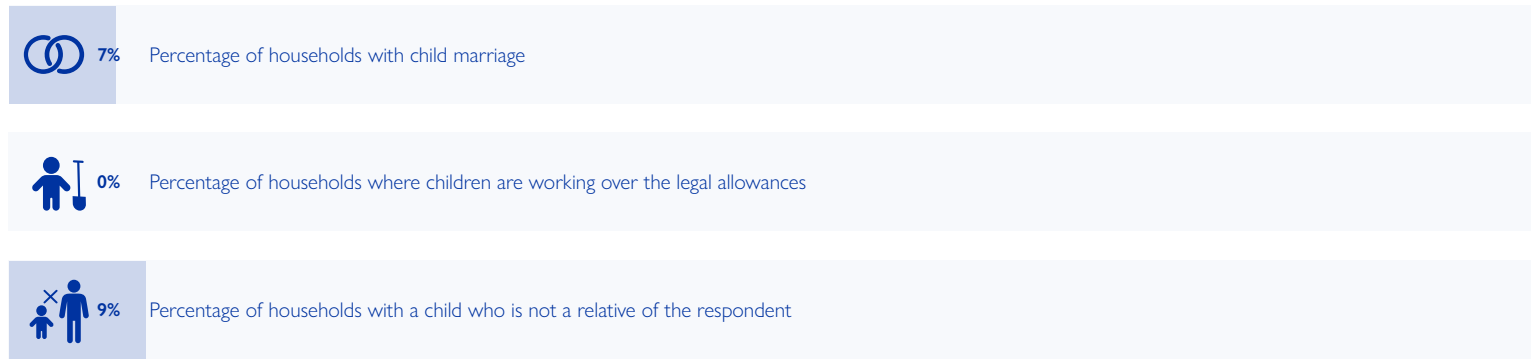 7% Percentage of households with child marriage
0% Percentage of households where children are working over the legal allowances
9% Percentage of households with a child who is not a relative of the respondent